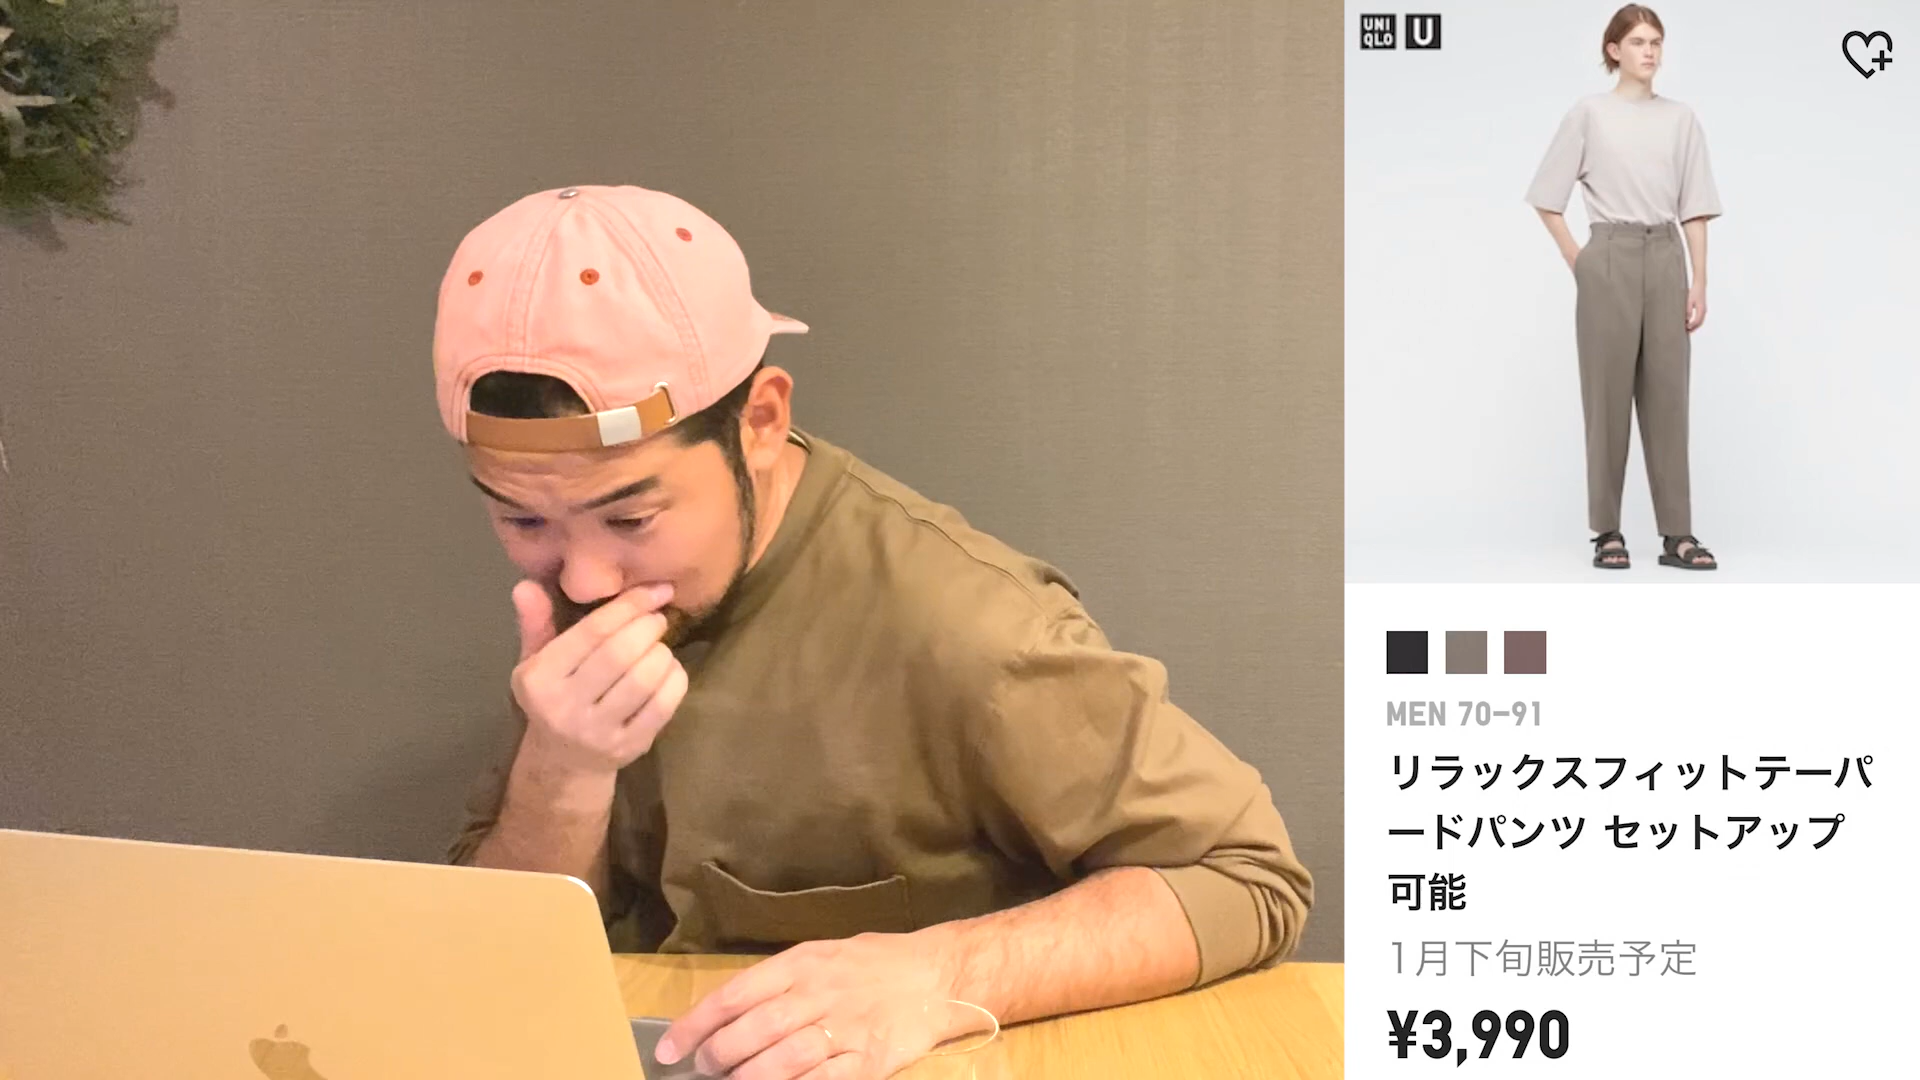 UNI
QLO
U
MEN 70-91
リラックスフィットテーパ
ードパンツ セットアップ
可能
1月下旬販売予定
¥3,990